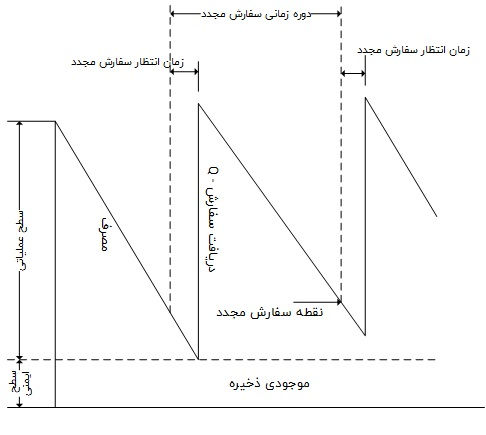 دوره زمانی سفارش مجدد
زمان انتظار سفارش مجدد
زمان انتظار سفارش مجدد
سطح عملیاتی
مصرف
دریافت سفارش - Q
نقطه سفارش مجدد
سطح
ایمنی
موجودی ذخیره